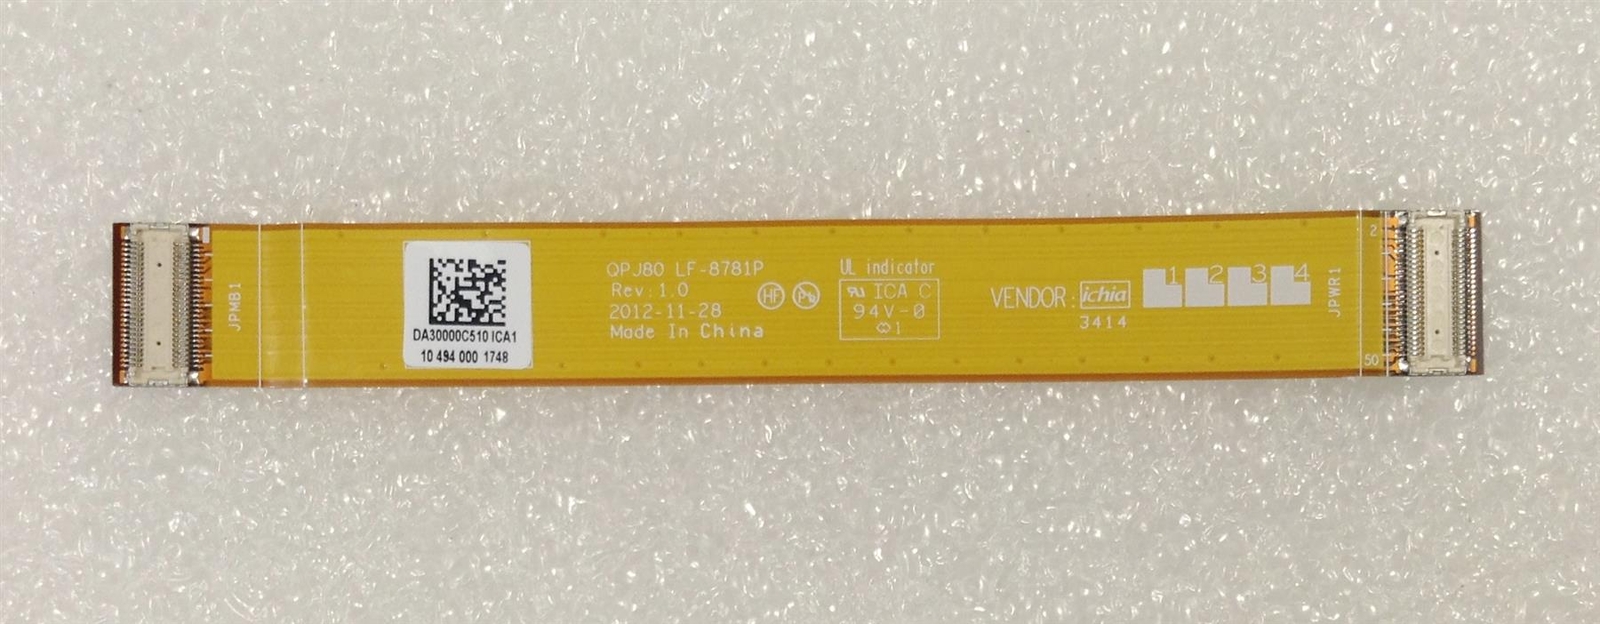 JPMB1
DA30000C510 ICA1
10 494 000 1748
QPJ80 LF-8781P
Rev:1.0
2012-11-28
Made In China
HF
Pb
UL indicator
ICA C
94V-0
1
VENDOR: ichia
3414
1 2 3 4
2
50
JPWR1